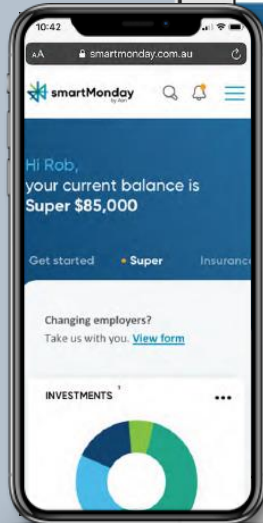 10:42
AA smartmonday.com.au
smartMonday
by Aon
Hi Rob,
your current balance is
Super $85,000
Get started • Super Insurance
Changing employers?
Take us with you. View form
INVESTMENTS 1